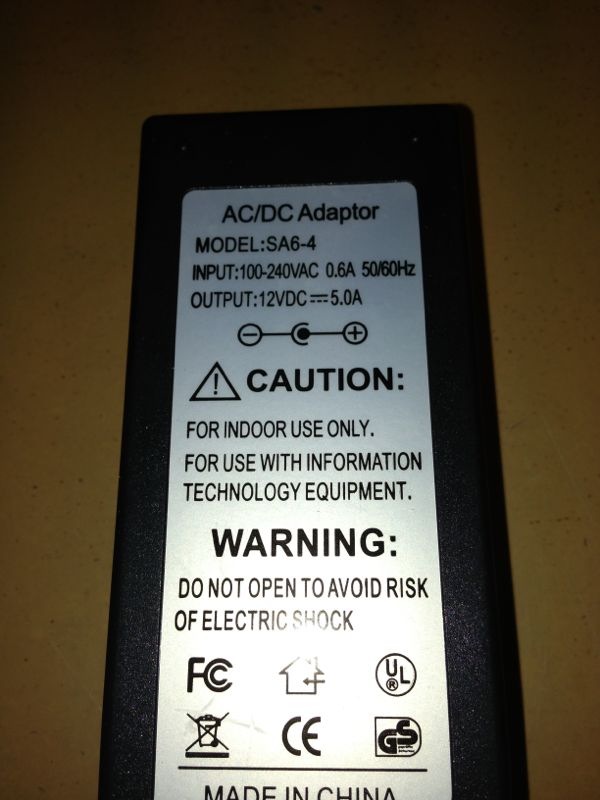 AC/DC Adaptor
MODEL:SA6-4
INPUT:100-240VAC 0.6A 50/60Hz
OUTPUT:12VDC⎓5.0A
CAUTION:
FOR INDOOR USE ONLY.
FOR USE WITH INFORMATION
TECHNOLOGY EQUIPMENT.
WARNING:
DO NOT OPEN TO AVOID RISK
OF ELECTRIC SHOCK
FC UL
CE GS
MADE IN CHINA